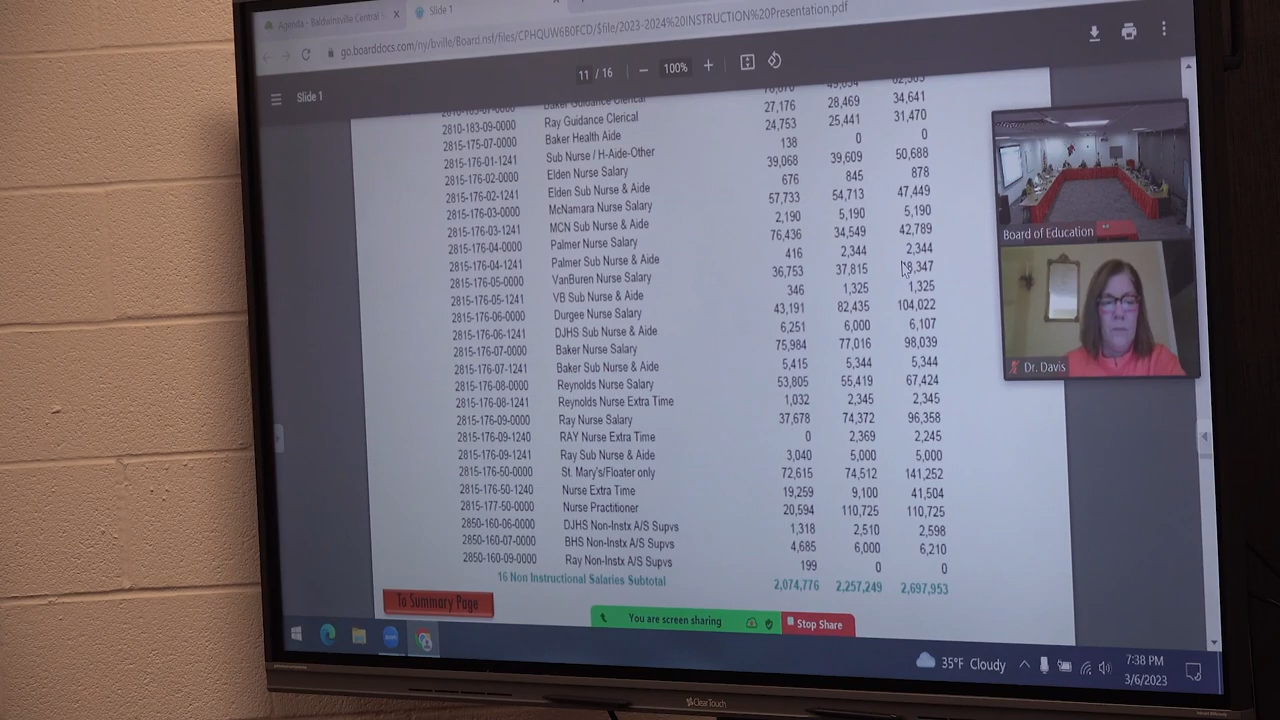 Agenda - Baldwinsville Central
Slide 1
go.boarddocs.com/ny/bville/Board.nsf/files/CPHQUW6B0FCD/$file/2023-2024%20INSTRUCTION%20Presentation.pdf
Slide 1
11 / 16
100%
Baker Guidance Clerical
2810-183-09-0000 Ray Guidance Clerical 27,176 28,469 34,641
2815-175-07-0000 Baker Health Aide 24,753 25,441 31,470
2815-176-01-1241 Sub Nurse / H-Aide-Other 138 0 0
2815-176-02-0000 Elden Nurse Salary 39,068 39,609 50,688
2815-176-02-1241 Elden Sub Nurse & Aide 676 845 878
2815-176-03-0000 McNamara Nurse Salary 57,733 54,713 47,449
2815-176-03-1241 MCN Sub Nurse & Aide 2,190 5,190 5,190
2815-176-04-0000 Palmer Nurse Salary 76,436 34,549 42,789
2815-176-04-1241 Palmer Sub Nurse & Aide 416 2,344 2,344
2815-176-05-0000 VanBuren Nurse Salary 36,753 37,815
2815-176-05-1241 VB Sub Nurse & Aide 346 1,325 1,325
2815-176-06-0000 Durgee Nurse Salary 43,191 82,435 104,022
2815-176-06-1241 DJHS Sub Nurse & Aide 6,251 6,000 6,107
2815-176-07-0000 Baker Nurse Salary 75,984 77,016 98,039
2815-176-07-1241 Baker Sub Nurse & Aide 5,415 5,344 5,344
2815-176-08-0000 Reynolds Nurse Salary 53,805 55,419 67,424
2815-176-08-1241 Reynolds Nurse Extra Time 1,032 2,345 2,345
2815-176-09-0000 Ray Nurse Salary 37,678 74,372 96,358
2815-176-09-1240 RAY Nurse Extra Time 0 2,369 2,245
2815-176-09-1241 Ray Sub Nurse & Aide 3,040 5,000 5,000
2815-176-50-0000 St. Mary's/Floater only 72,615 74,512 141,252
2815-176-50-1240 Nurse Extra Time 19,259 9,100 41,504
2815-177-50-0000 Nurse Practitioner 20,594 110,725 110,725
2850-160-06-0000 DJHS Non-Instx A/S Supvs 1,318 2,510 2,598
2850-160-07-0000 BHS Non-Instx A/S Supvs 4,685 6,000 6,210
2850-160-09-0000 Ray Non-Instx A/S Supvs 199 0 0
16 Non Instructional Salaries Subtotal 2,074,776 2,257,249 2,697,953
To Summary Page
Board of Education
Dr. Davis
You are screen sharing
Stop Share
zoom
35°F Cloudy
7:38 PM
3/6/2023
ClearTouch